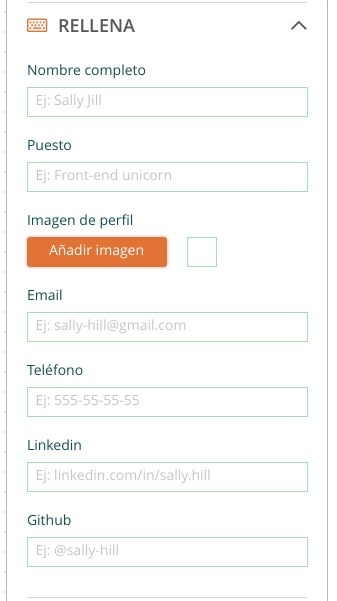 RELLENA
Nombre completo
Ej: Sally Jill
Puesto
Ej: Front-end unicorn
Imagen de perfil
Añadir imagen
Email
Ej: sally-hill@gmail.com
Teléfono
Ej: 555-55-55-55
Linkedin
Ej: linkedin.com/in/sally.hill
Github
Ej: @sally-hill